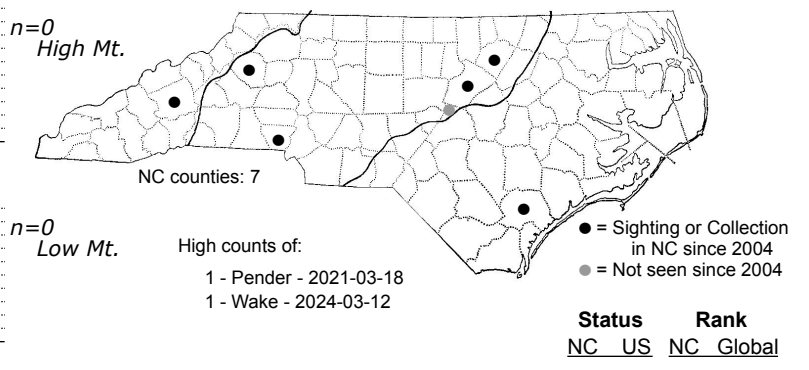 n=0
High Mt.
NC counties: 7
n=0
Low Mt.
High counts of:
1 - Pender - 2021-03-18
1 - Wake - 2024-03-12
= Sighting or Collection
in NC since 2004
= Not seen since 2004
Status Rank
NC US NC Global